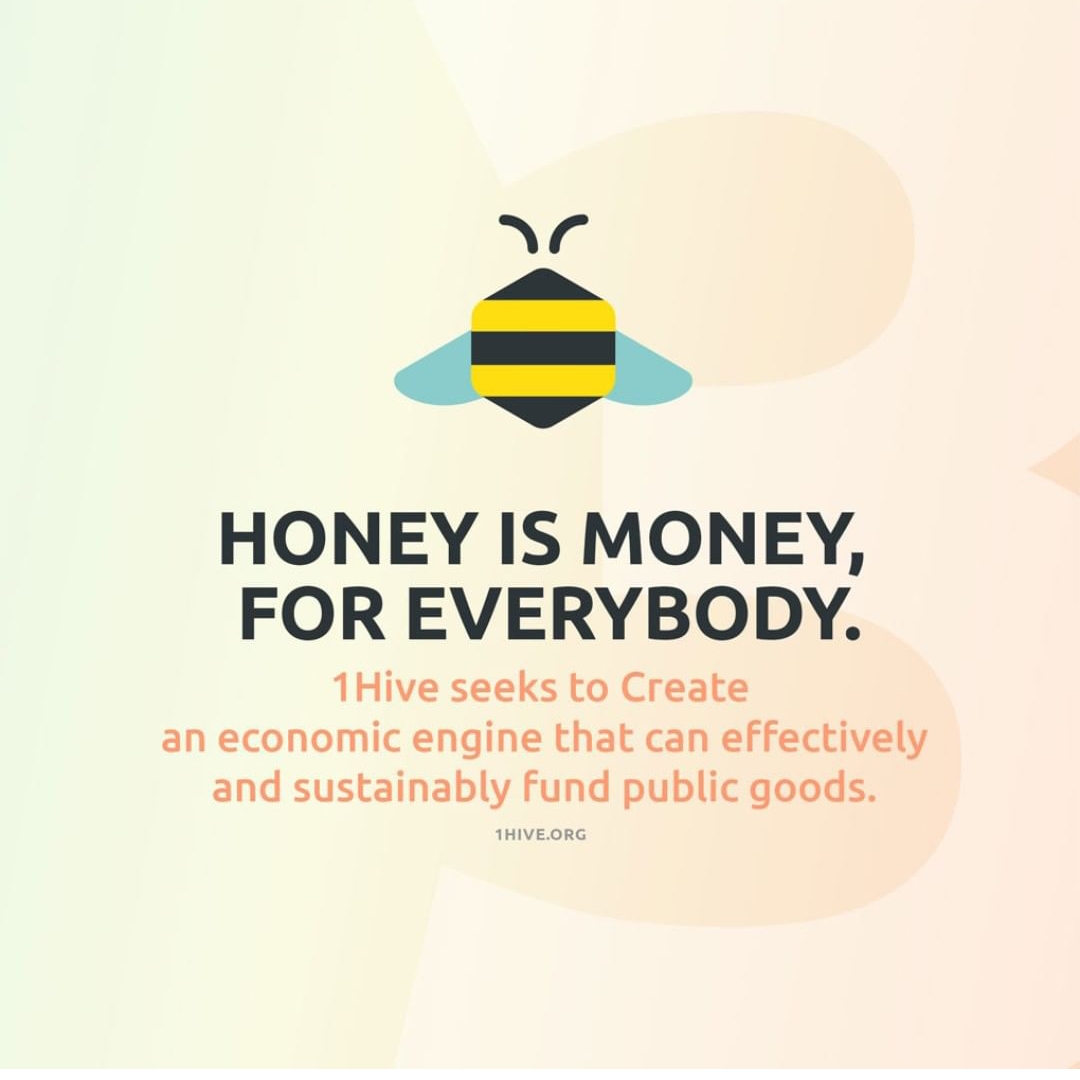 HONEY IS MONEY,
FOR EVERYBODY.
1Hive seeks to Create
an economic engine that can effectively
and sustainably fund public goods.
1HIVE.ORG